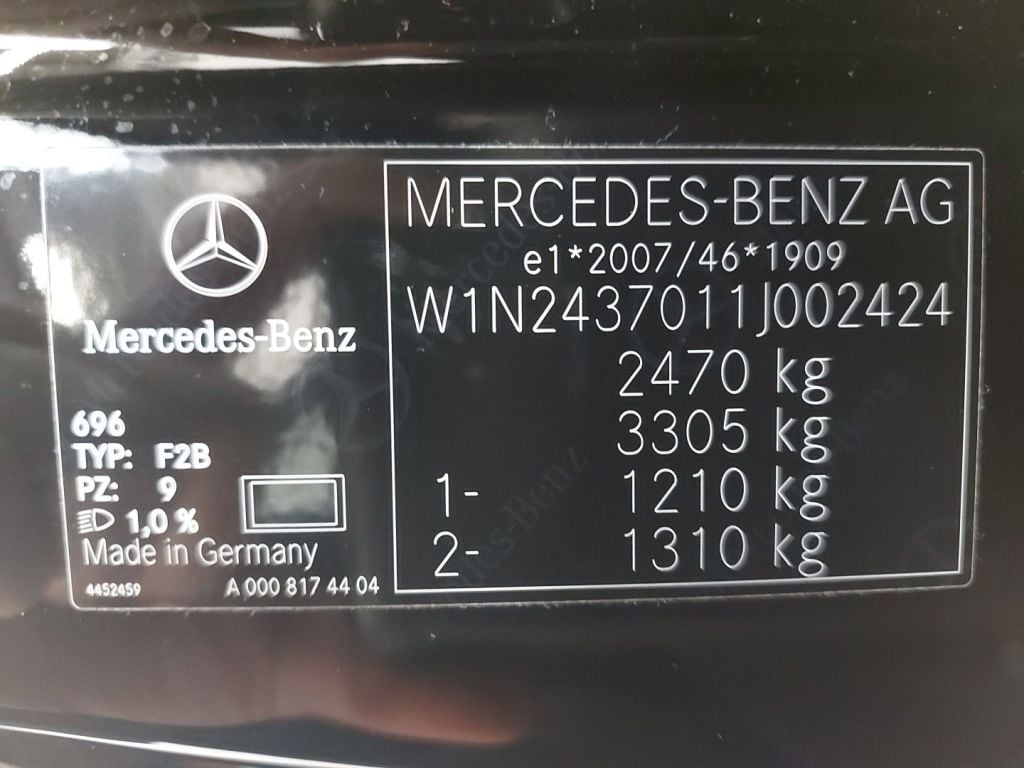 Mercedes-Benz
696
TYP: F2B
PZ: 9
1,0 %
Made in Germany
4452459
A 000 817 44 04
MERCEDES-BENZ AG
e1*2007/46*1909
W1N2437011J002424
2470 kg
3305 kg
1- 1210 kg
2- 1310 kg